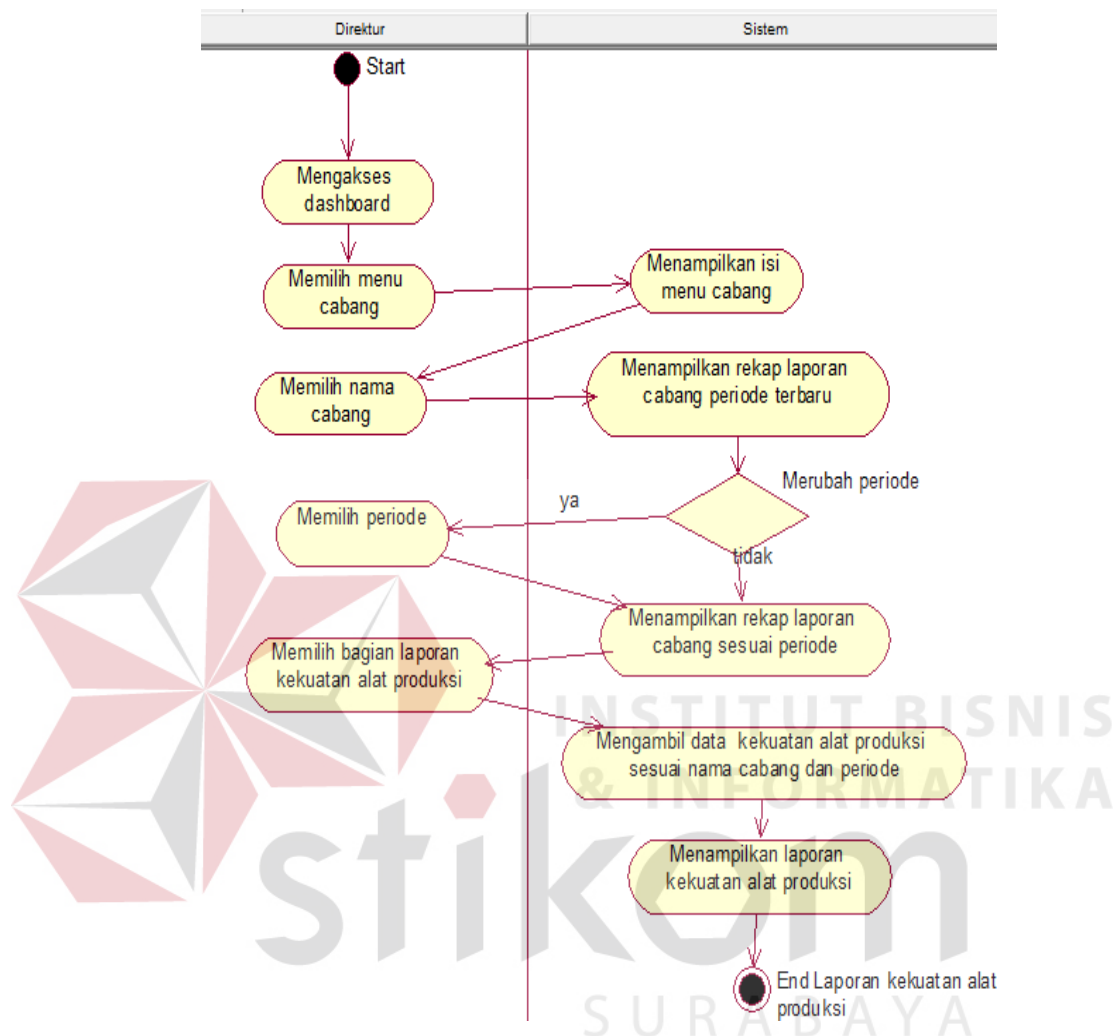 Direktur
Sistem
Start
Mengakses
dashboard
Memilih menu
cabang
Menampilkan isi
menu cabang
Memilih nama
cabang
Menampilkan rekap laporan
cabang periode terbaru
Merubah periode
ya
Memilih periode
tidak
Menampilkan rekap laporan
cabang sesuai periode
Memilih bagian laporan
kekuatan alat produksi
INSTITUT BISNIS
& INFORMATIKA
Mengambil data kekuatan alat produksi
sesuai nama cabang dan periode
stikom
Menampilkan laporan
kekuatan alat produksi
End Laporan kekuatan alat
produksi
SURABAYA